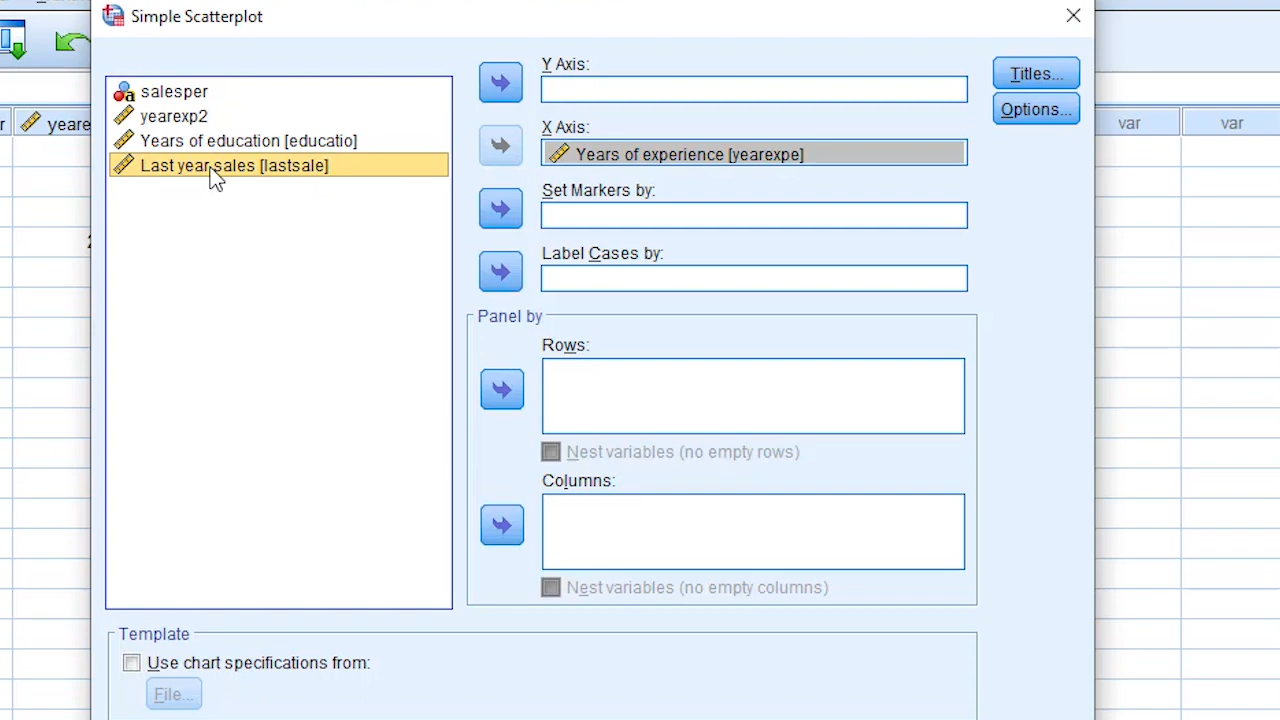 Simple Scatterplot
salesper
yearexp2
Years of education [educatio]
Last year sales [lastsale]
Y Axis:
X Axis:
Years of experience [yearexpe]
Set Markers by:
Label Cases by:
Panel by
Rows:
Nest variables (no empty rows)
Columns:
Nest variables (no empty columns)
Titles...
Options...
Template
Use chart specifications from:
File...
r
yeare
var
var